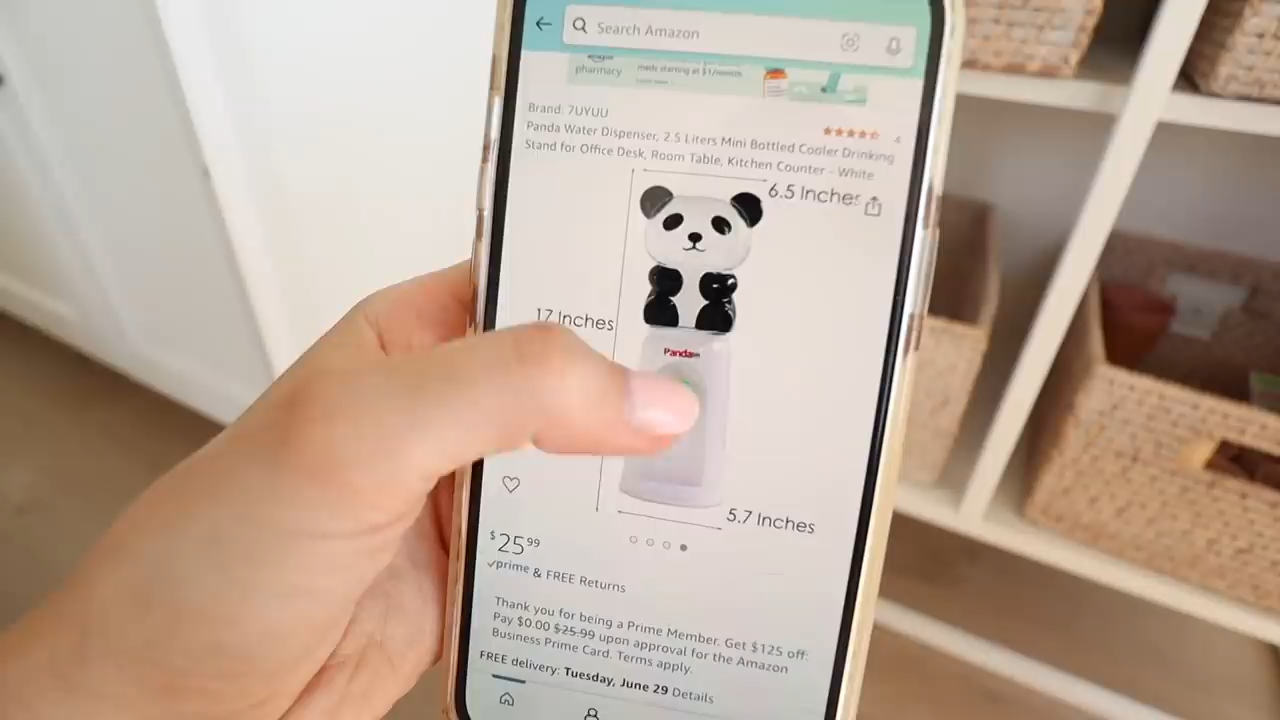 Search Amazon
pharmacy
Brand: 7UYUU
Panda Water Dispenser, 2.5 Liters Mini Bottled Cooler Drinking
Stand for Office Desk, Room Table, Kitchen Counter - White
6.5 Inches
17 Inches
Panda
5.7 Inches
$25 99
prime & FREE Returns
Thank you for being a Prime Member. Get $125 off:
Pay $0.00 $25.99 upon approval for the Amazon
Business Prime Card. Terms apply.
FREE delivery: Tuesday, June 29 Details